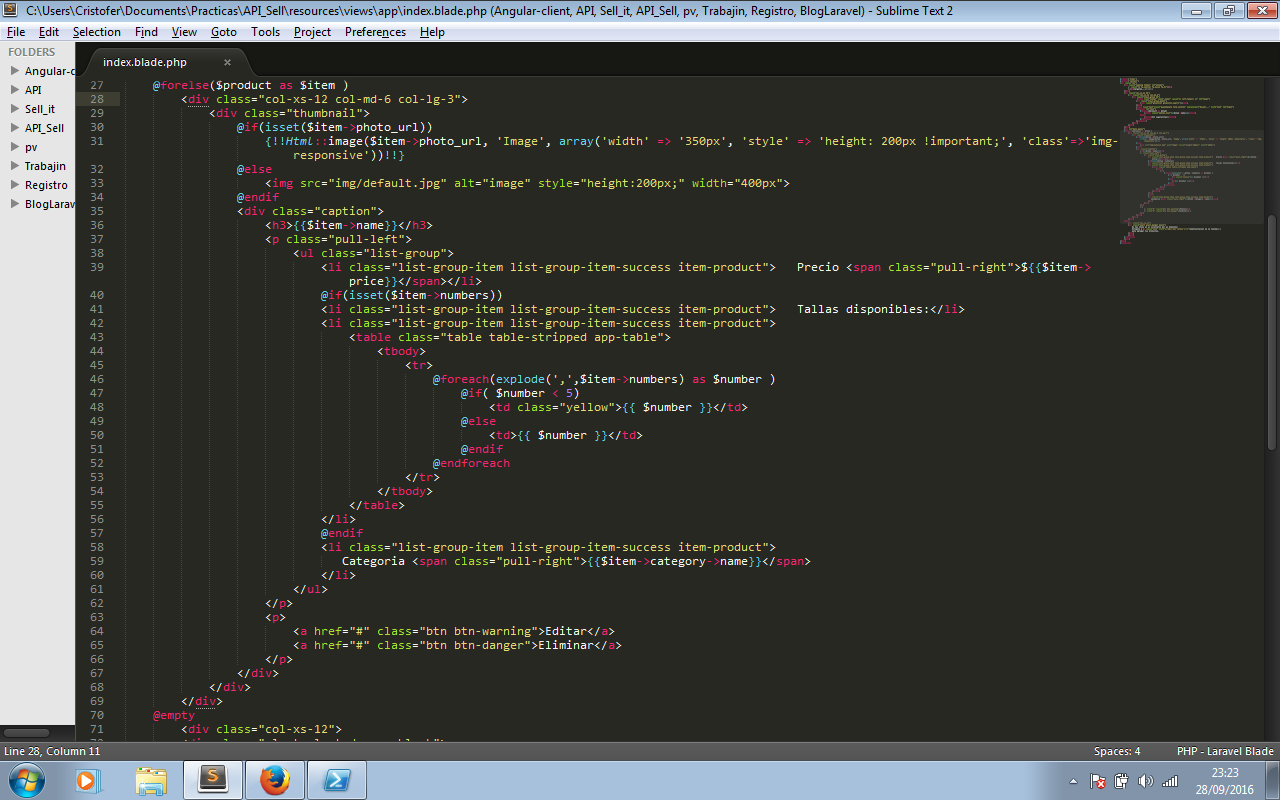 C:\Users\Cristofer\Documents\Practicas\API_Sell\resources\views\app\index.blade.php (Angular-client, API, Sell_it, API_Sell, pv, Trabajin, Registro, BlogLaravel) - Sublime Text 2
File Edit Selection Find View Goto Tools Project Preferences Help
FOLDERS
Angular-c
API
Sell_it
API_Sell
pv
Trabajin
Registro
BlogLarav
index.blade.php ×
27 @forelse($product as $item )
28 <div class="col-xs-12 col-md-6 col-lg-3">
29 <div class="thumbnail">
30 @if(isset($item->photo_url))
31 {!!Html::image($item->photo_url, 'Image', array('width' => '350px', 'style' => 'height: 200px !important;', 'class'=>'img-
responsive'))!!}
32 @else
33 <img src="img/default.jpg" alt="image" style="height:200px;" width="400px">
34 @endif
35 <div class="caption">
36 <h3>{{$item->name}}</h3>
37 <p class="pull-left">
38 <ul class="list-group">
39 <li class="list-group-item list-group-item-success item-product"> Precio <span class="pull-right">${{$item->
price}}</span></li>
40 @if(isset($item->numbers))
41 <li class="list-group-item list-group-item-success item-product"> Tallas disponibles:</li>
42 <li class="list-group-item list-group-item-success item-product">
43 <table class="table table-stripped app-table">
44 <tbody>
45 <tr>
46 @foreach(explode(',',$item->numbers) as $number )
47 @if( $number < 5)
48 <td class="yellow">{{ $number }}</td>
49 @else
50 <td>{{ $number }}</td>
51 @endif
52 @endforeach
53 </tr>
54 </tbody>
55 </table>
56 </li>
57 @endif
58 <li class="list-group-item list-group-item-success item-product">
59 Categoria <span class="pull-right">{{$item->category->name}}</span>
60 </li>
61 </ul>
62 </p>
63 <p>
64 <a href="#" class="btn btn-warning">Editar</a>
65 <a href="#" class="btn btn-danger">Eliminar</a>
66 </p>
67 </div>
68 </div>
69 </div>
70 @empty
71 <div class="col-xs-12">
Line 28, Column 11 Spaces: 4 PHP - Laravel Blade
23:23
28/09/2016